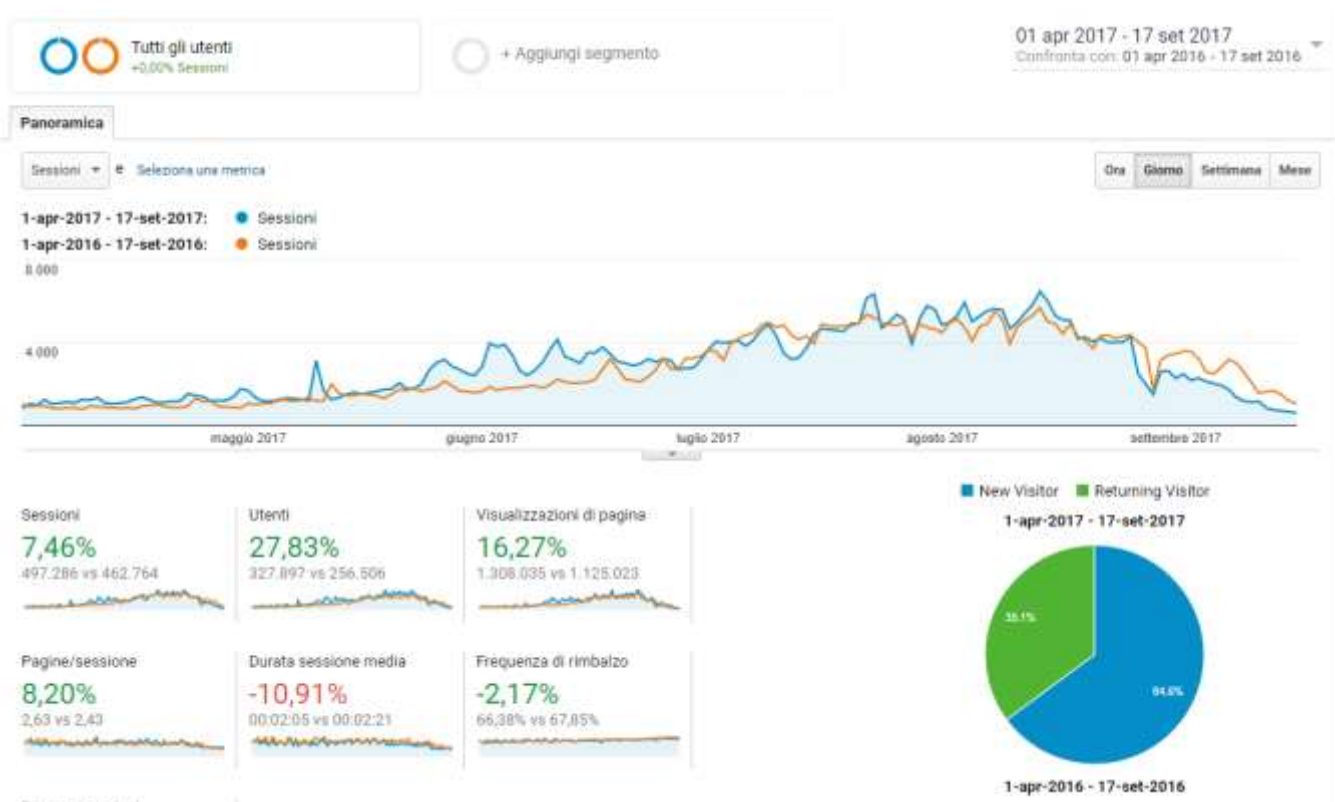 Tutti gli utenti
+0,00% Sessioni
+ Aggiungi segmento
01 apr 2017 - 17 set 2017
Confronta con: 01 apr 2016 - 17 set 2016
Panoramica
Sessioni e Seleziona una metrica
Ora Giorno Settimana Mese
1-apr-2017 - 17-set-2017: Sessioni
1-apr-2016 - 17-set-2016: Sessioni
8.000
4.000
maggio 2017 giugno 2017 luglio 2017 agosto 2017 settembre 2017
New Visitor Returning Visitor
1-apr-2017 - 17-set-2017
Sessioni
7,46%
497.286 vs 462.764
Utenti
27,83%
327.897 vs 256.506
Visualizzazioni di pagina
16,27%
1.308.035 vs 1.125.023
Pagine/sessione
8,20%
2,63 vs 2,43
Durata sessione media
-10,91%
00:02:05 vs 00:02:21
Frequenza di rimbalzo
-2,17%
66,38% vs 67,85%
1-apr-2016 - 17-set-2016